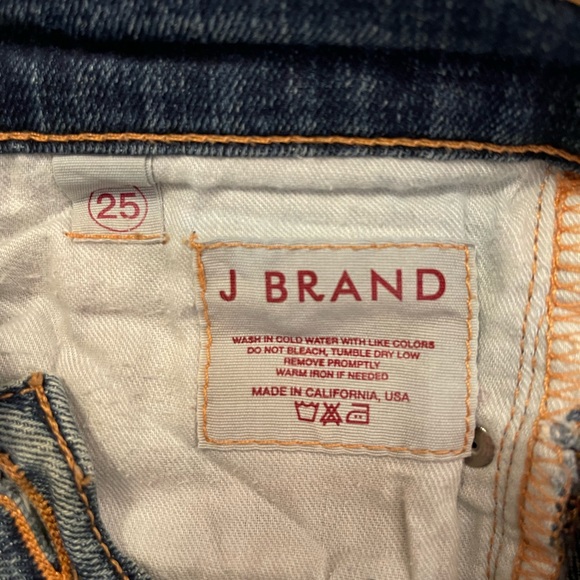 25
J BRAND
WASH IN COLD WATER WITH LIKE COLORS
DO NOT BLEACH, TUMBLE DRY LOW
REMOVE PROMPTLY
WARM IRON IF NEEDED
MADE IN CALIFORNIA, USA